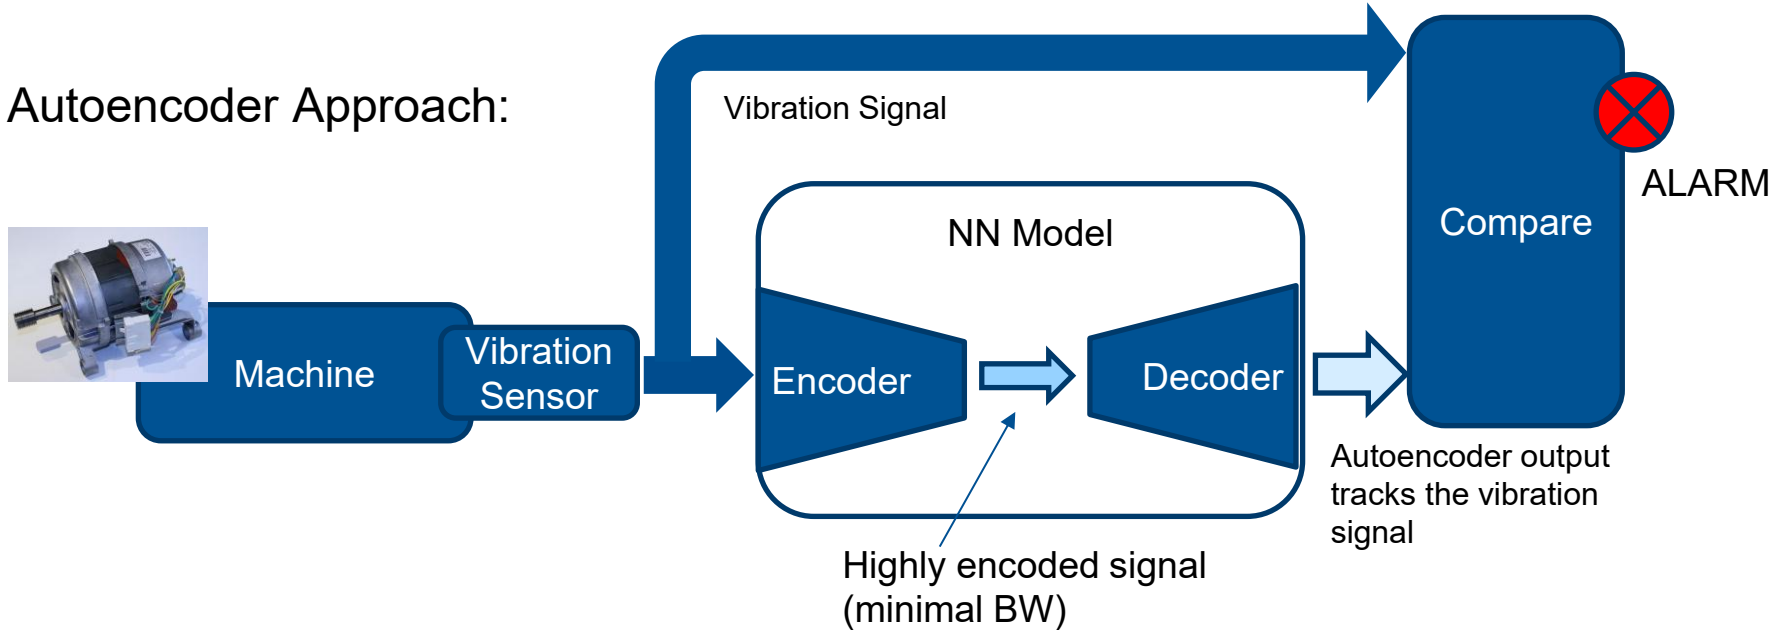 Autoencoder Approach:
Vibration Signal
ALARM
Compare
NN Model
Machine
Vibration
Sensor
Encoder
Decoder
Autoencoder output
tracks the vibration
signal
Highly encoded signal
(minimal BW)